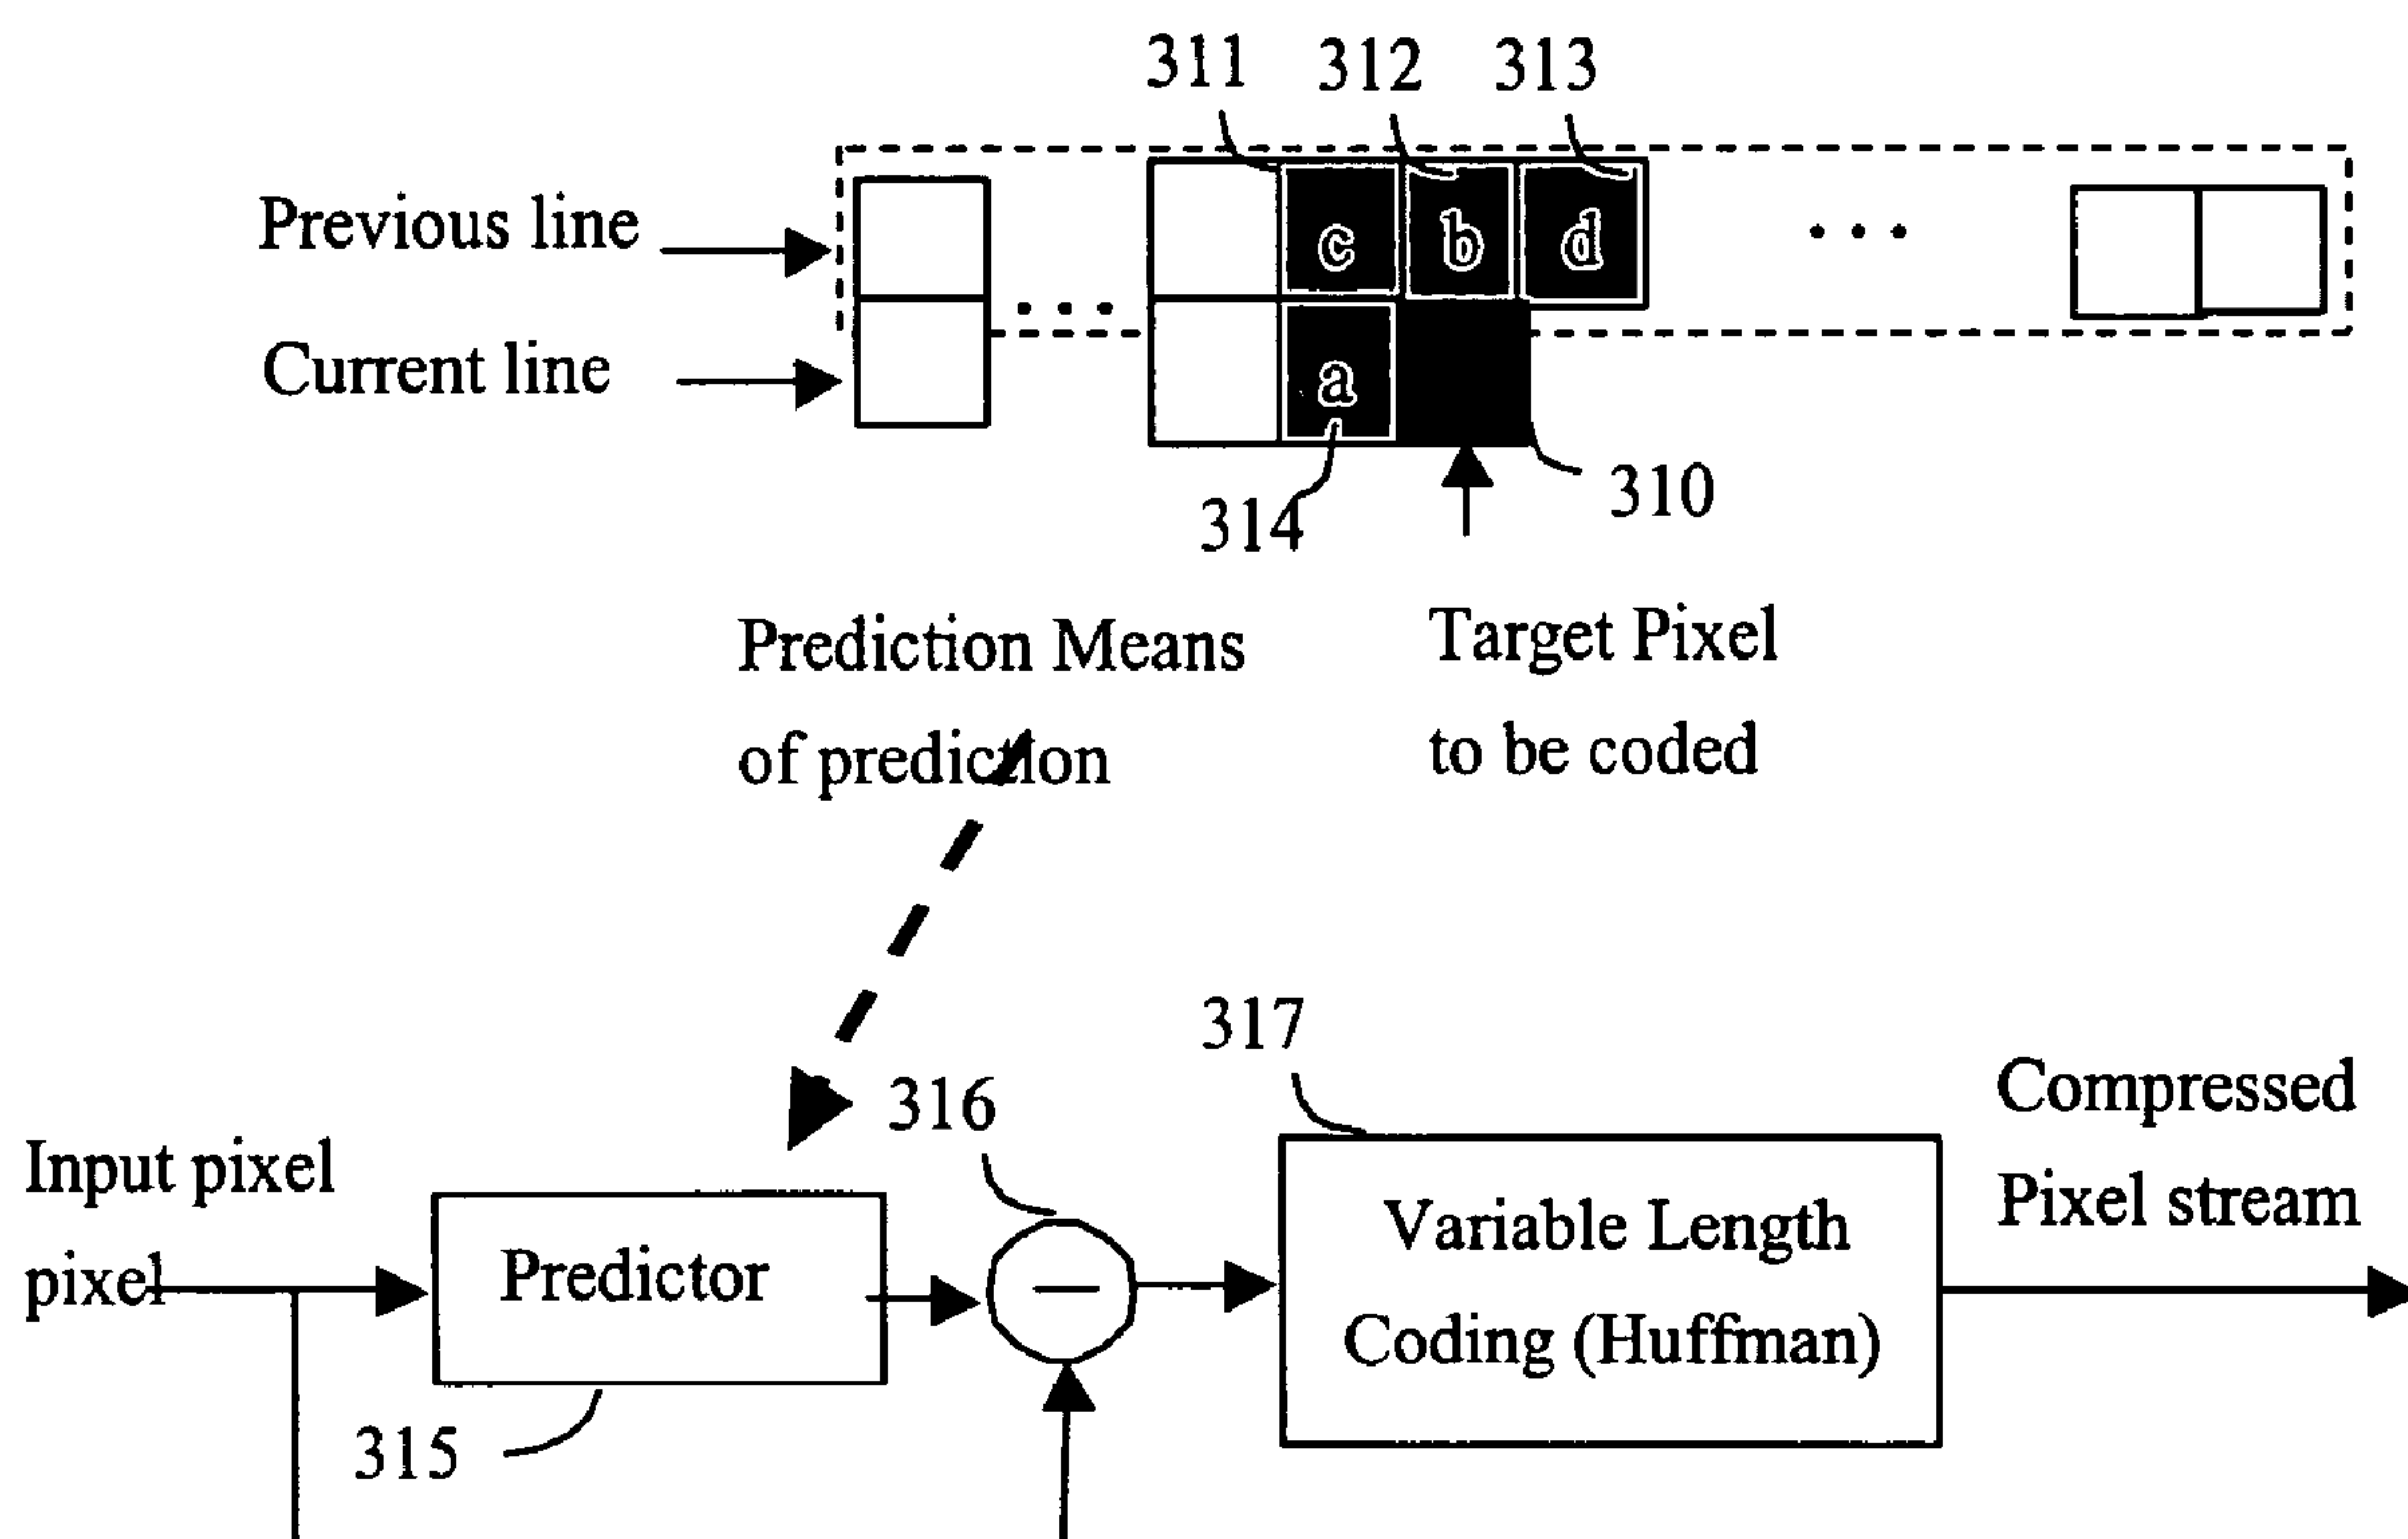 311 312 313
Previous line
c b d
Current line
a
314
310
Prediction Means
of prediction
Target Pixel
to be coded
317
316
Compressed
Pixel stream
Input pixel
pixel
Predictor
Variable Length
Coding (Huffman)
315